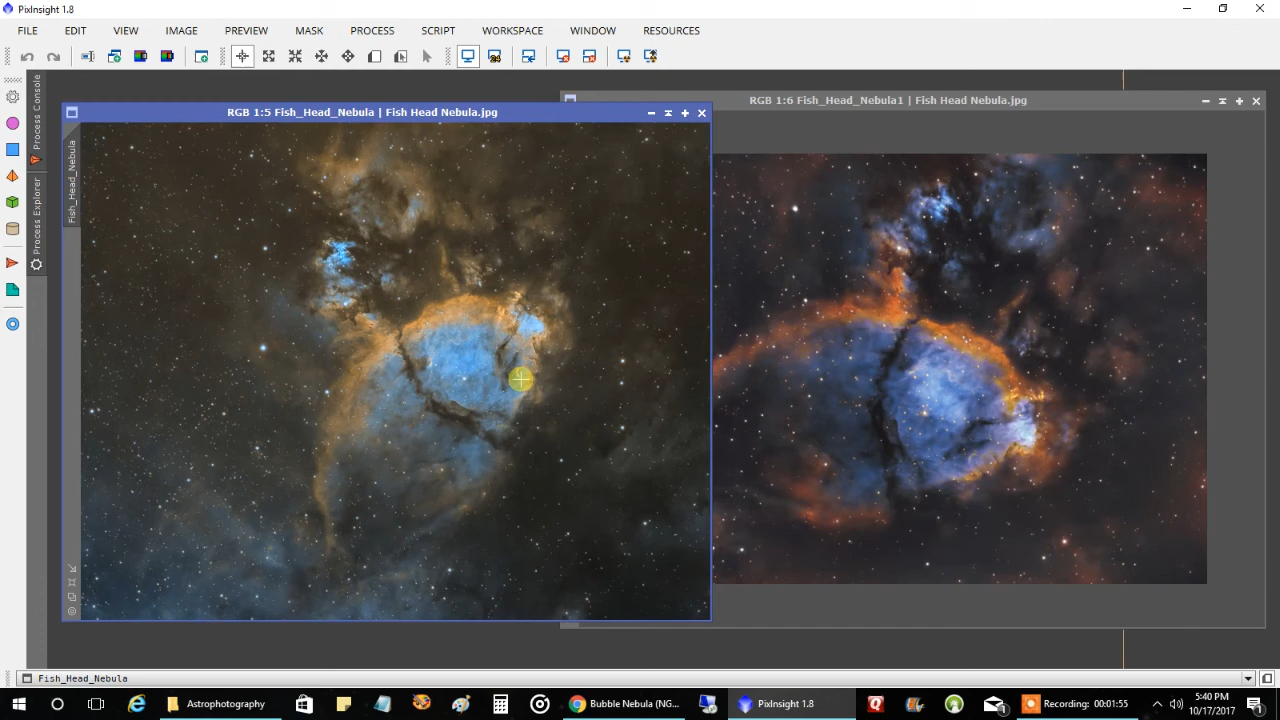 PixInsight 1.8
FILE EDIT VIEW IMAGE PREVIEW MASK PROCESS SCRIPT WORKSPACE WINDOW RESOURCES
Process Console
Process Explorer
RGB 1:5 Fish_Head_Nebula | Fish Head Nebula.jpg
Fish_Head_Nebula
RGB 1:6 Fish_Head_Nebula1 | Fish Head Nebula.jpg
Fish_Head_Nebula
Astrophotography
Bubble Nebula (NG...
PixInsight 1.8
Recording: 00:01:55
5:40 PM
10/17/2017